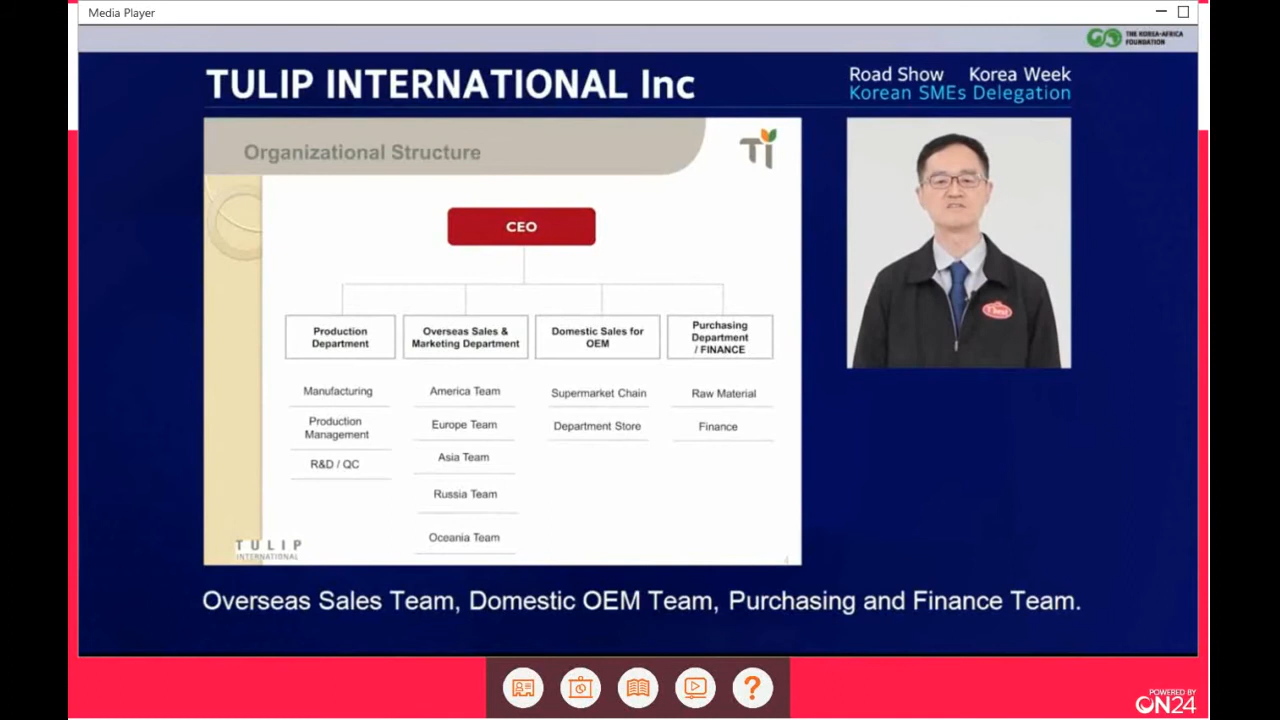 Media Player
THE KOREA-AFRICA
FOUNDATION
TULIP INTERNATIONAL Inc
Road Show Korea Week
Korean SMEs Delegation
Organizational Structure
TI
CEO
Production
Department
Overseas Sales &
Marketing Department
Domestic Sales for
OEM
Purchasing
Department
/ FINANCE
Manufacturing
Production
Management
R&D / QC
America Team
Europe Team
Asia Team
Russia Team
Oceania Team
Supermarket Chain
Department Store
Raw Material
Finance
TULIP
INTERNATIONAL
4
Overseas Sales Team, Domestic OEM Team, Purchasing and Finance Team.
?
POWERED BY
ON24